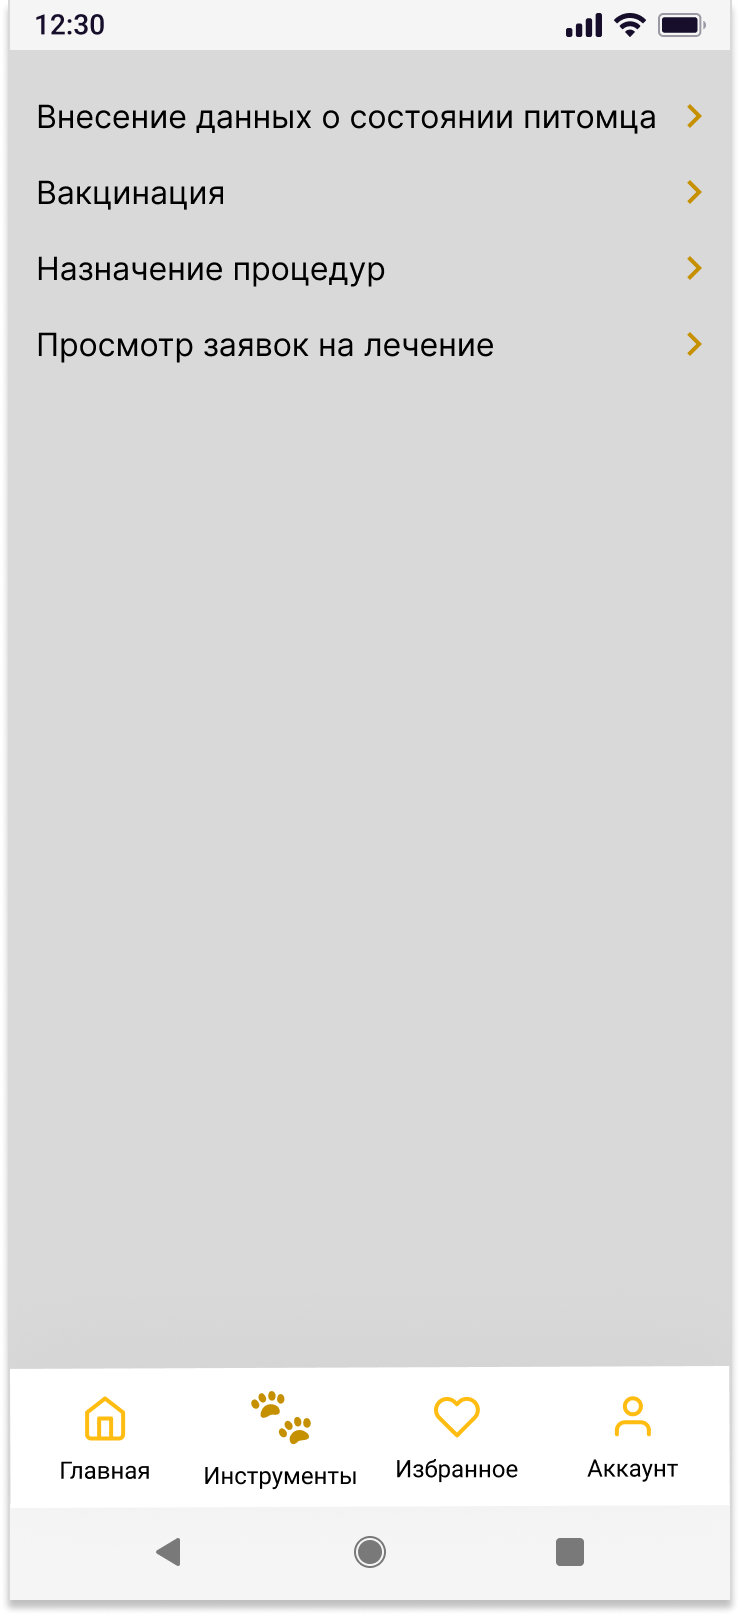 12:30
Внесение данных о состоянии питомца
Вакцинация
Назначение процедур
Просмотр заявок на лечение
Главная
Инструменты
Избранное
Аккаунт